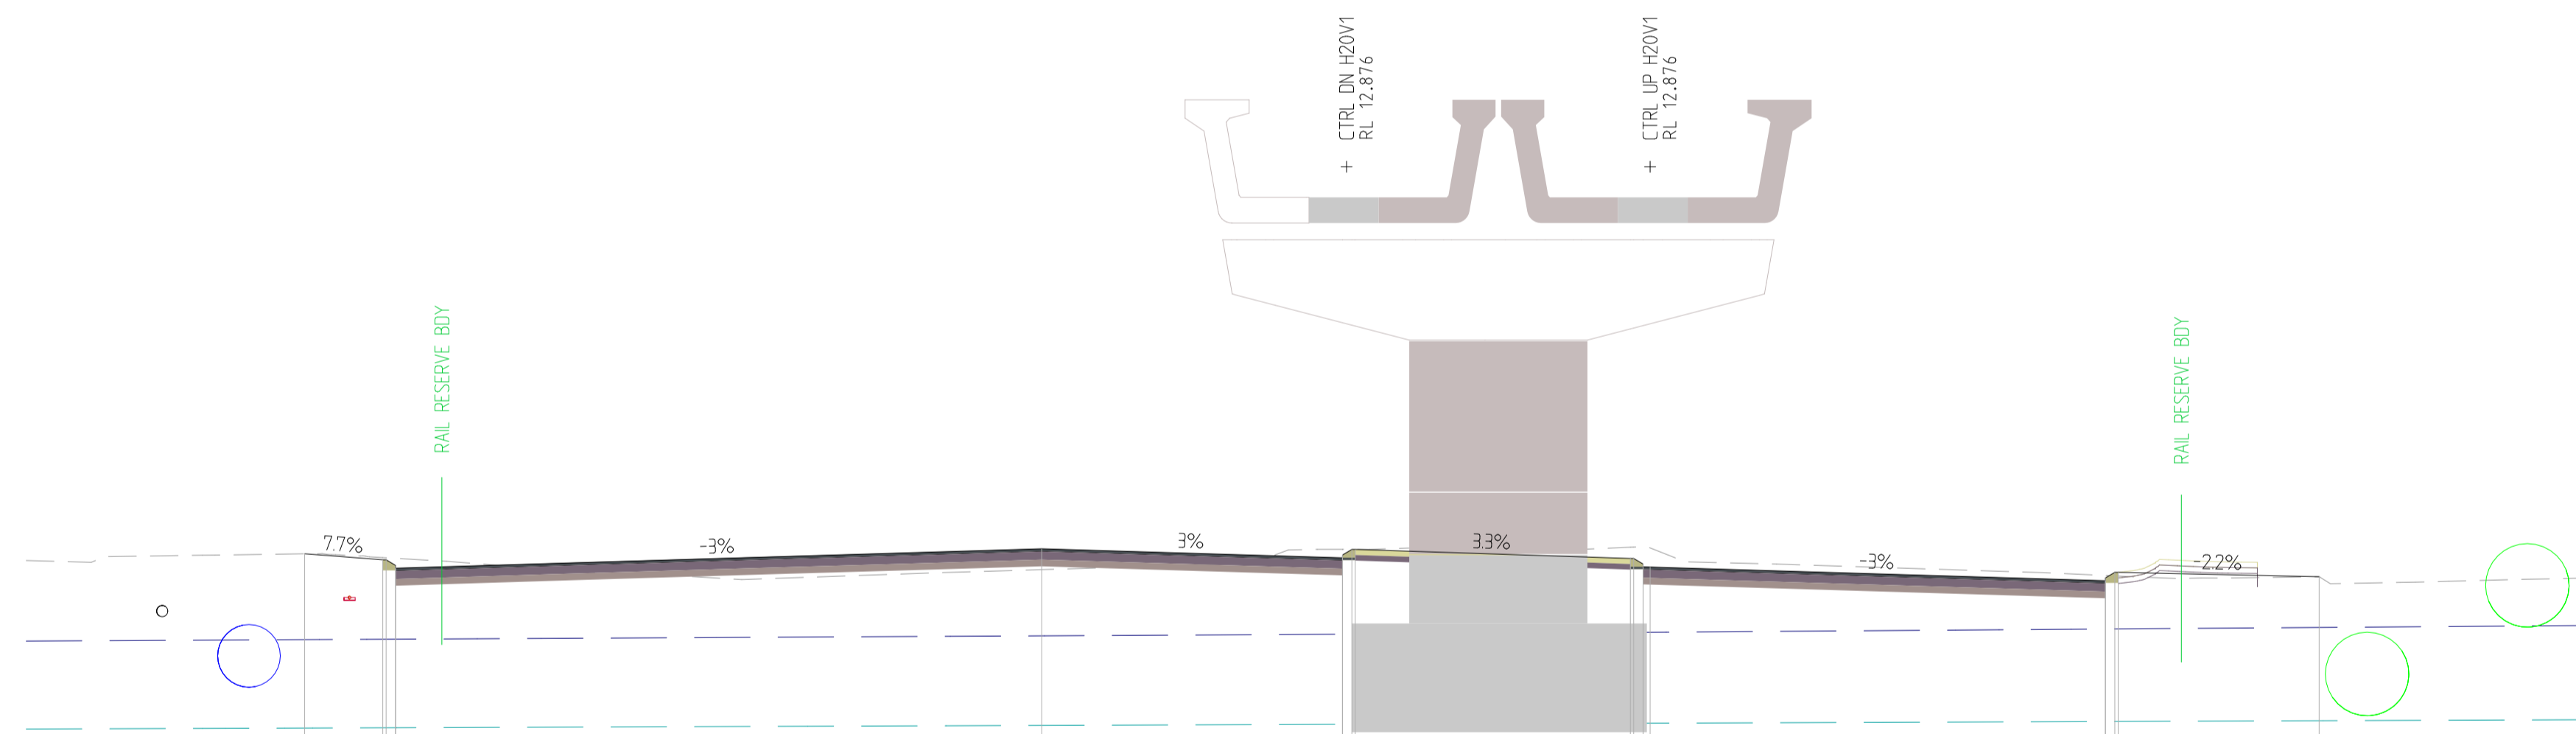 + CTRL DN H20V1
RL 12.876
+ CTRL UP H20V1
RL 12.876
RAIL RESERVE BDY
RAIL RESERVE BDY
7.7%
-3%
3%
3.3%
-3%
-2.2%